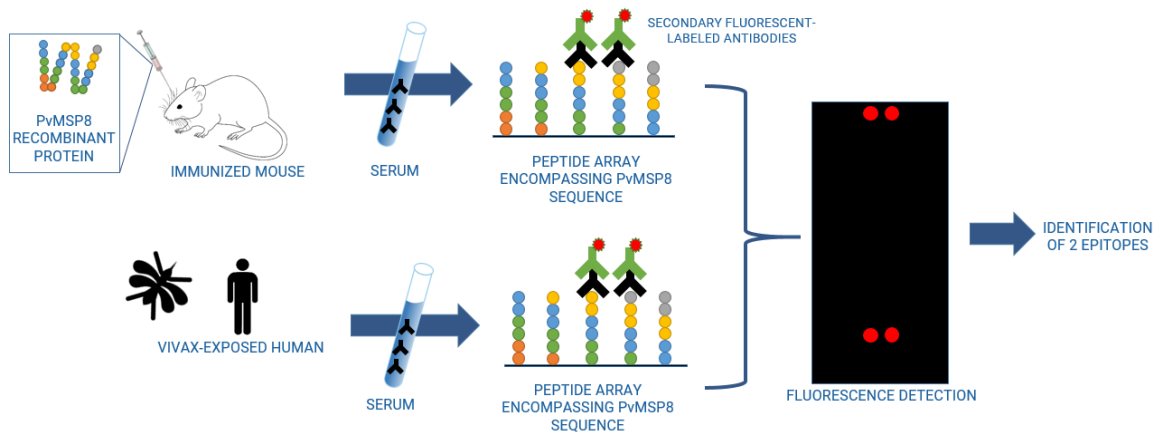 SECONDARY FLUORESCENT-
LABELED ANTIBODIES
PvMSP8
RECOMBINANT
PROTEIN
IMMUNIZED MOUSE
SERUM
PEPTIDE ARRAY
ENCOMPASSING PvMSP8
SEQUENCE
VIVAX-EXPOSED HUMAN
SERUM
PEPTIDE ARRAY
ENCOMPASSING PvMSP8
SEQUENCE
FLUORESCENCE DETECTION
IDENTIFICATION
OF 2 EPITOPES